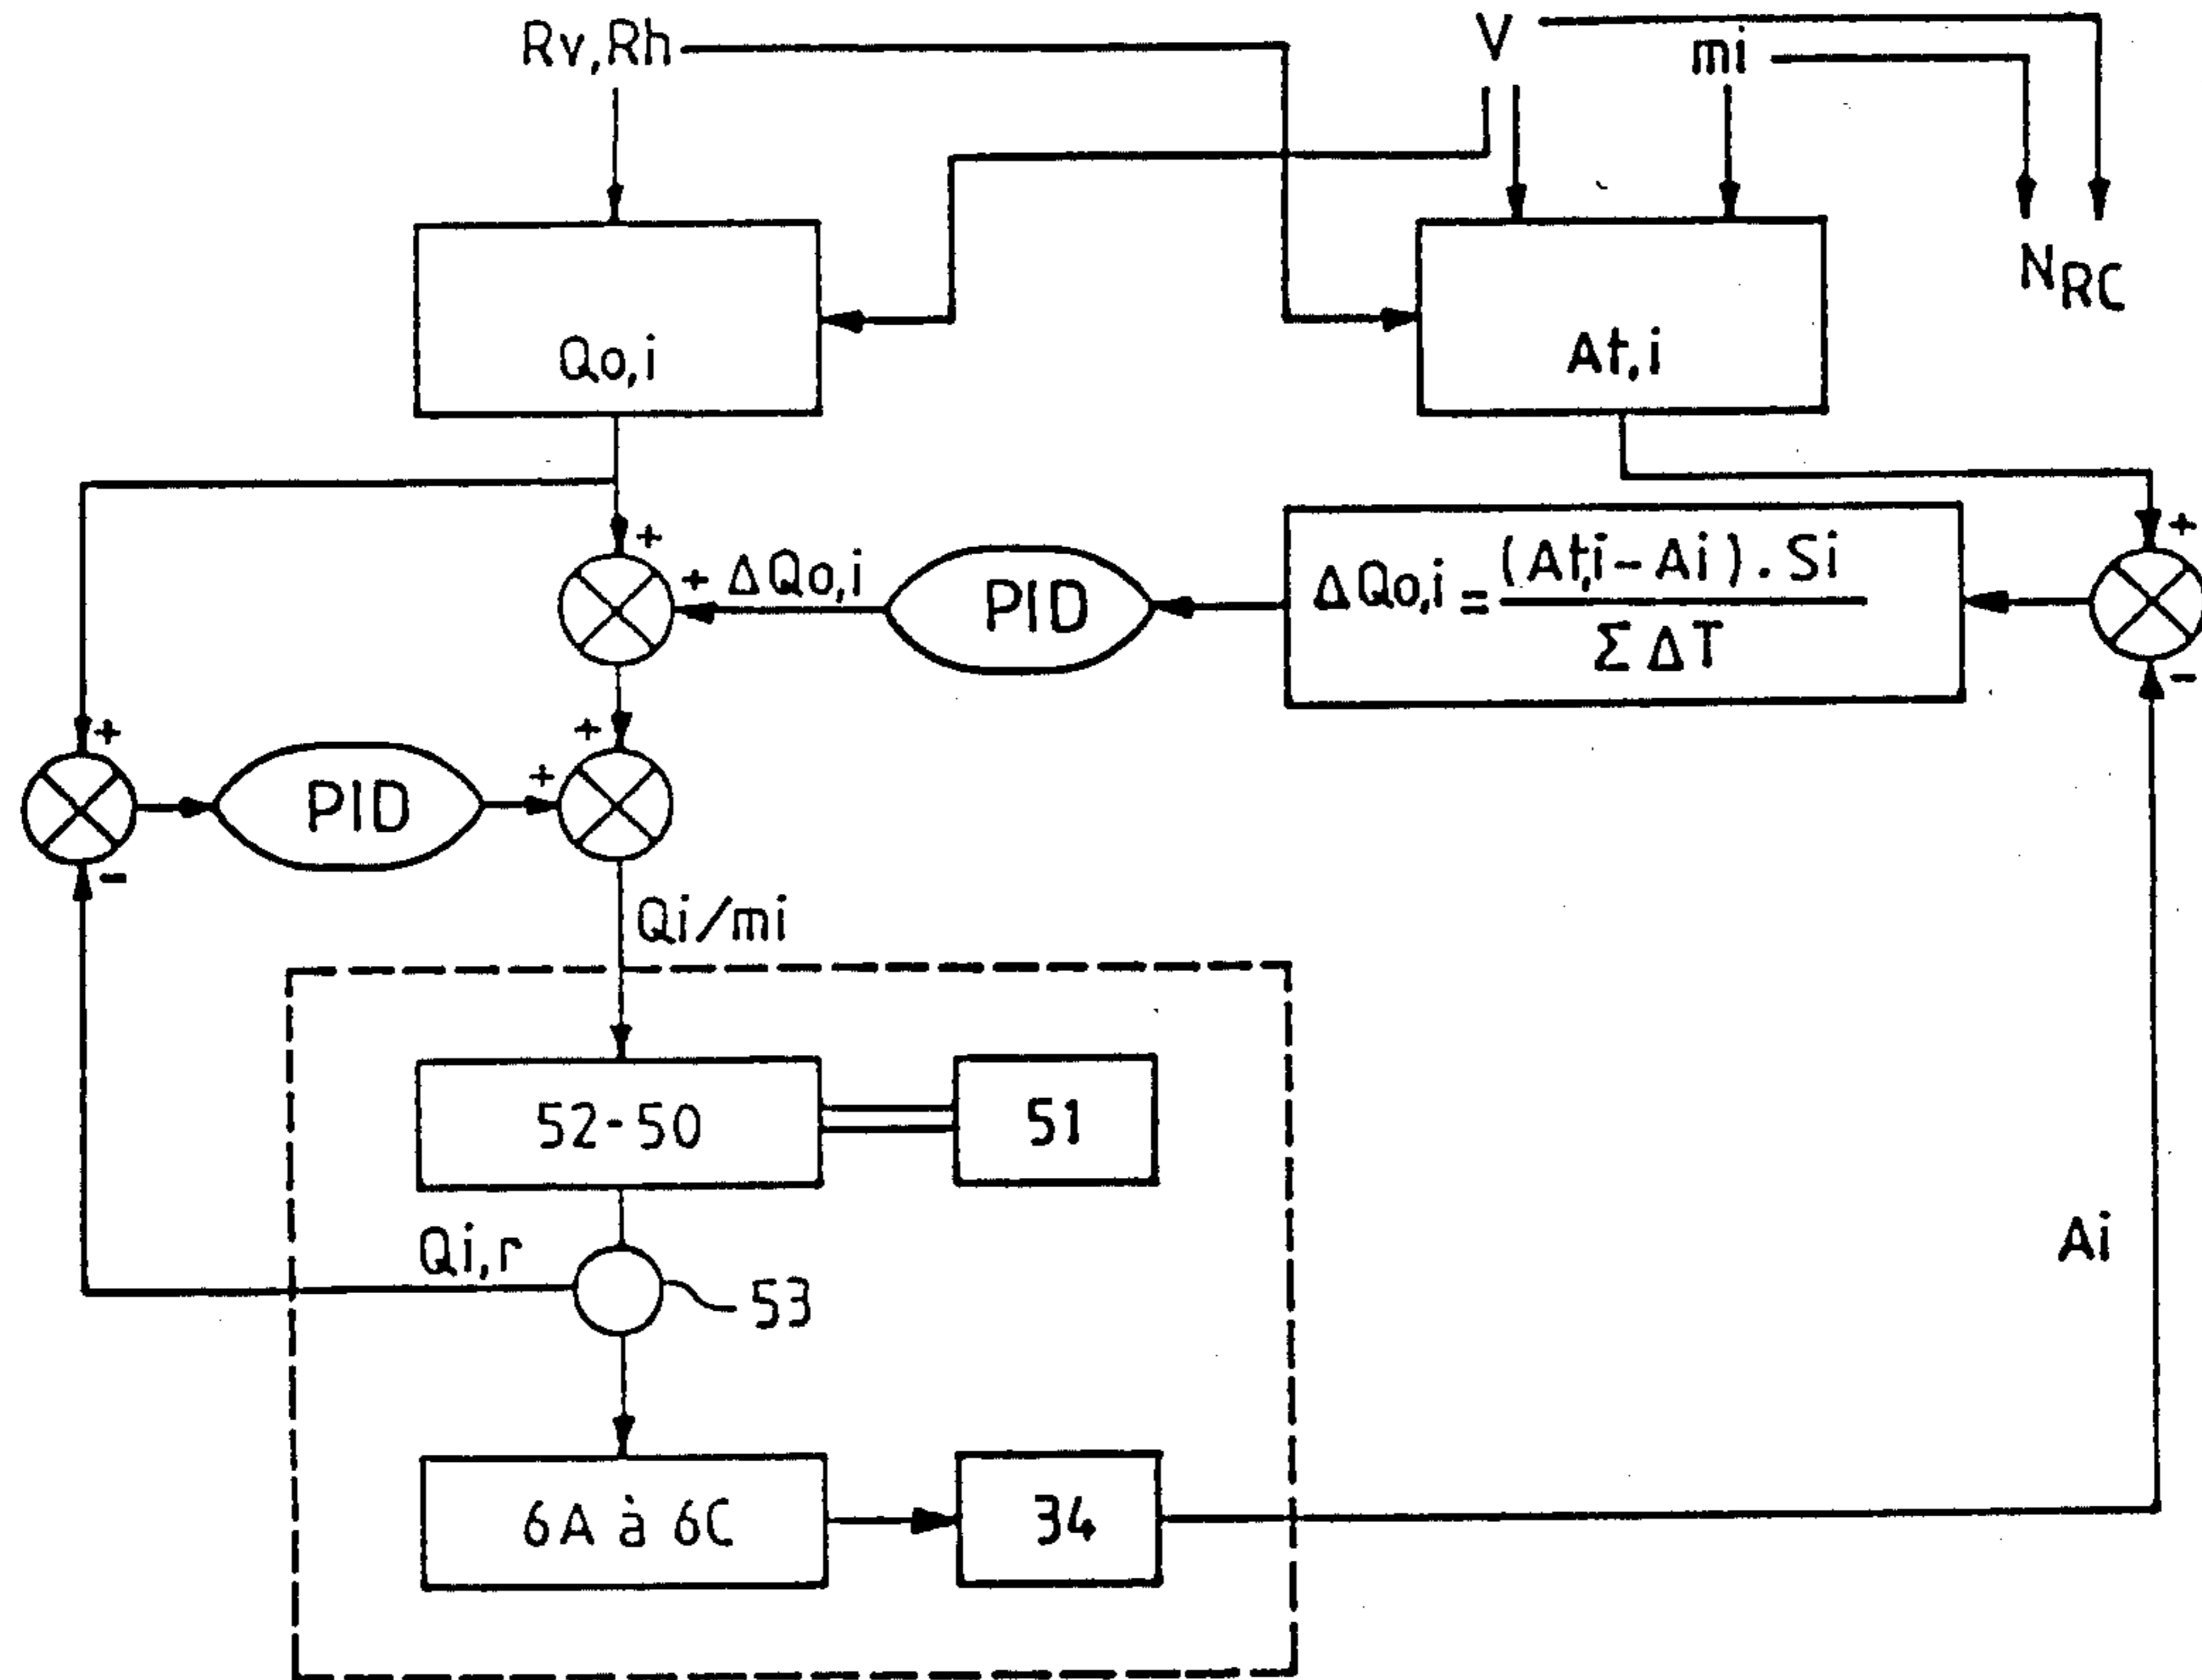 Rv,Rh
V
mi
Qo,i
At,i
NRC
+
+ ΔQo,i
PID
ΔQo,i = (At,i-Ai). Si / Σ ΔT
+
-
+
PID
+
+
-
Qi/mi
52-50
51
Qi,r
53
Ai
6A à 6C
34